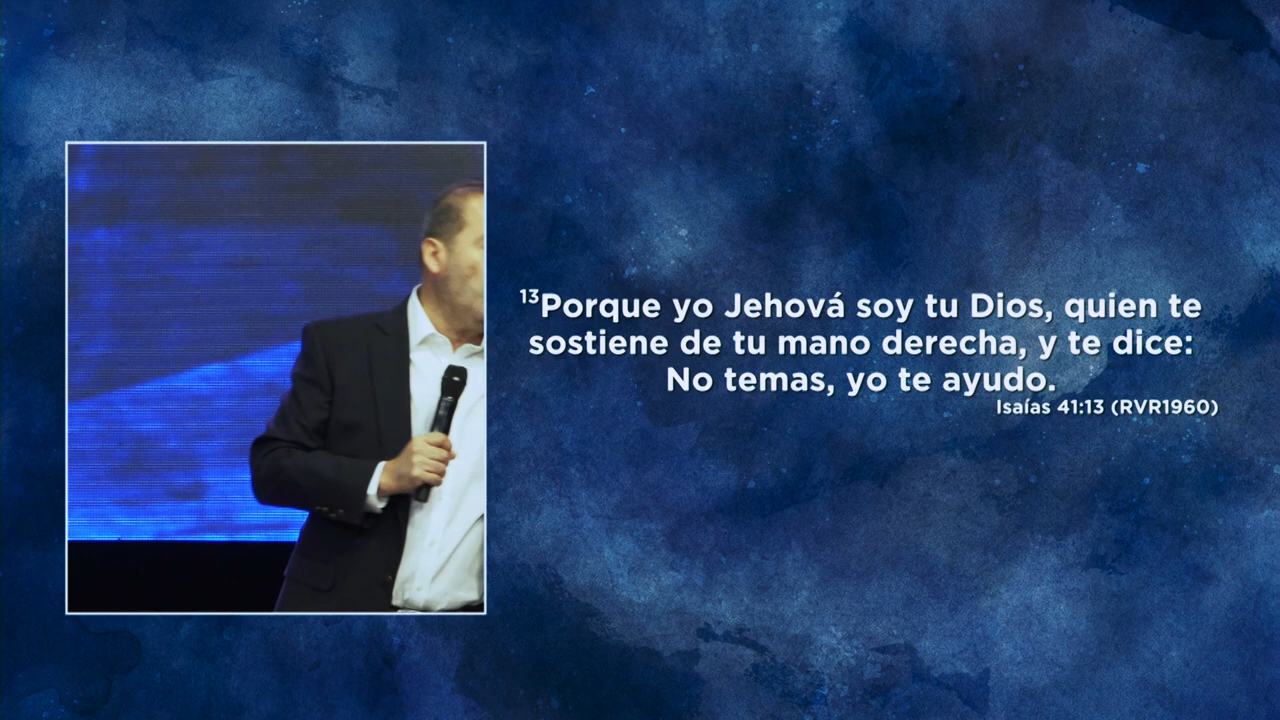 ¹³Porque yo Jehová soy tu Dios, quien te
sostiene de tu mano derecha, y te dice:
No temas, yo te ayudo.
Isaías 41:13 (RVR1960)